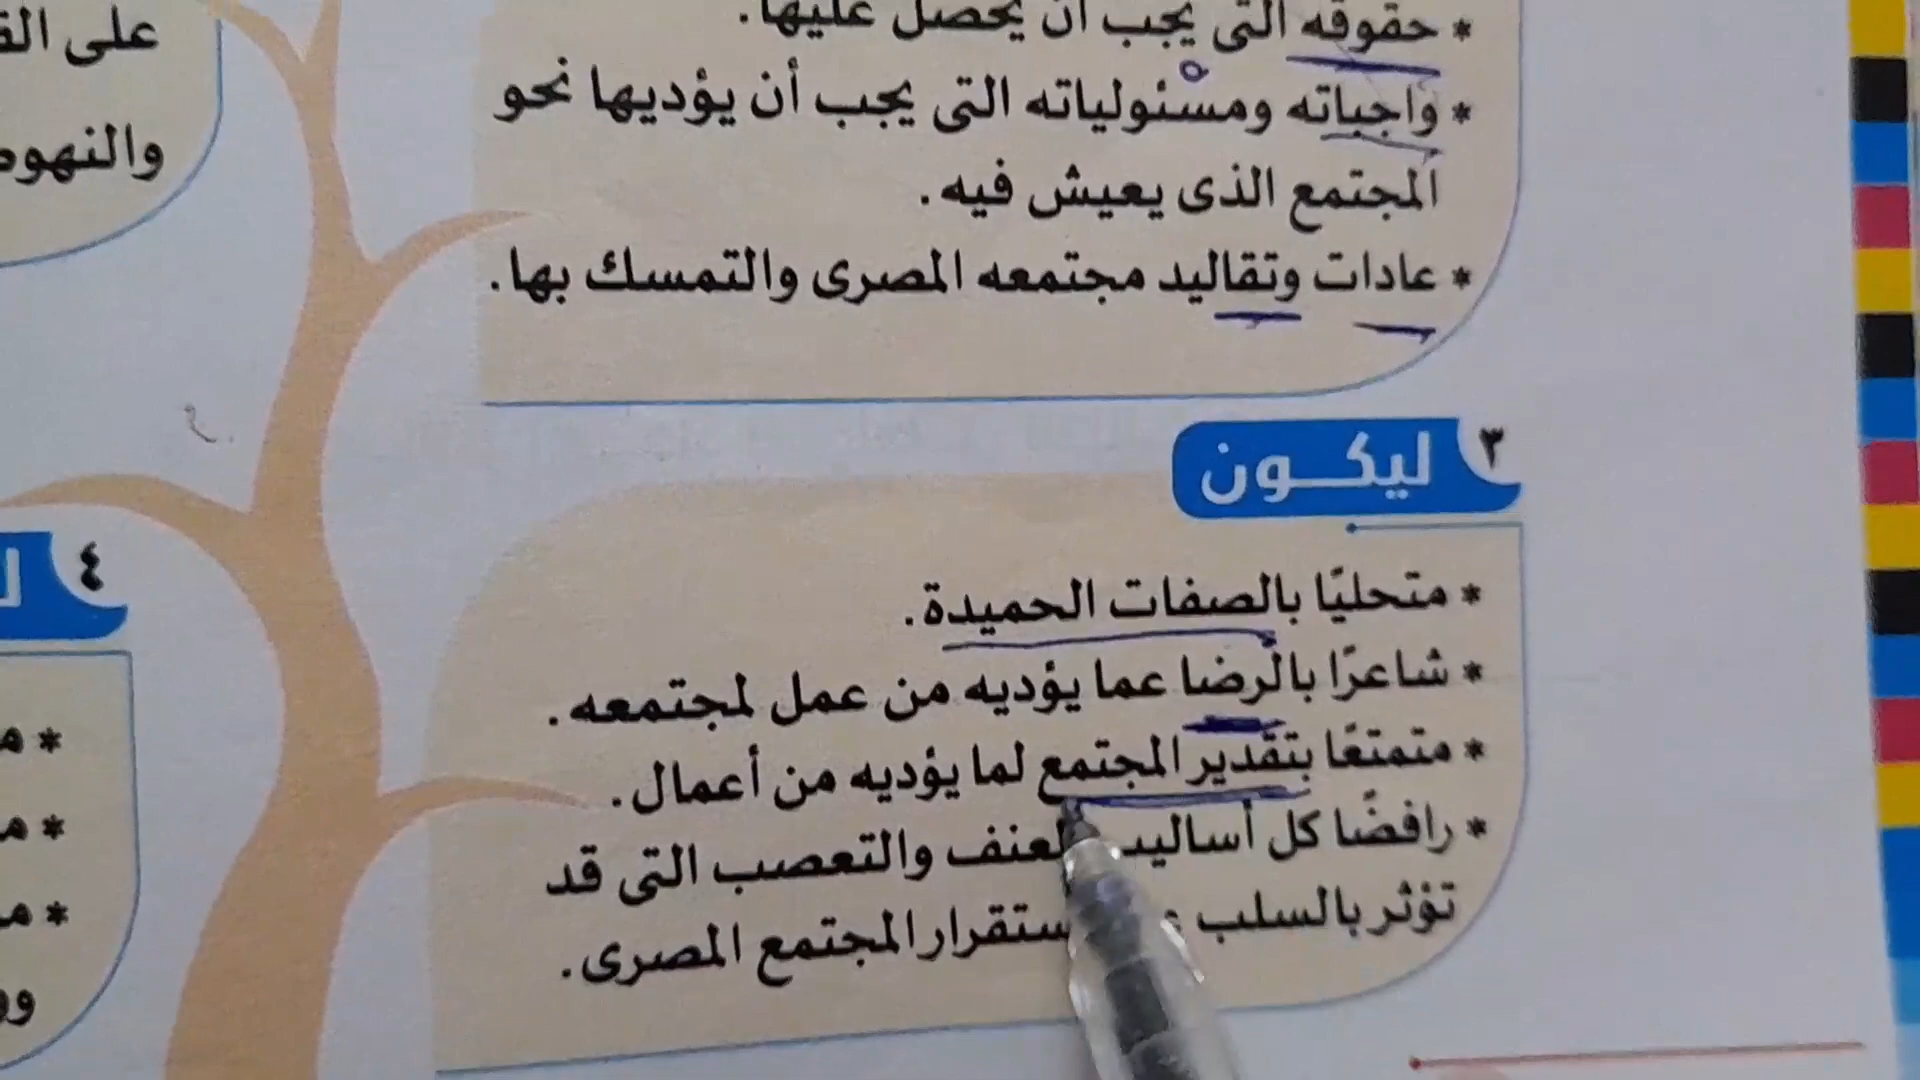 * حقوقه التى يجب أن يحصل عليها.
* واجباته ومسئولياته التى يجب أن يؤديها نحو
المجتمع الذى يعيش فيه.
* عادات وتقاليد مجتمعه المصرى والتمسك بها.
٣ ليكون
* متحليًا بالصفات الحميدة.
* شاعرًا بالرضا عما يؤديه من عمل لمجتمعه.
* متمتعًا بتقدير المجتمع لما يؤديه من أعمال.
* رافضًا كل أساليب العنف والتعصب التى قد
تؤثر بالسلب ستقرار المجتمع المصرى.
على
والنهوض
٤